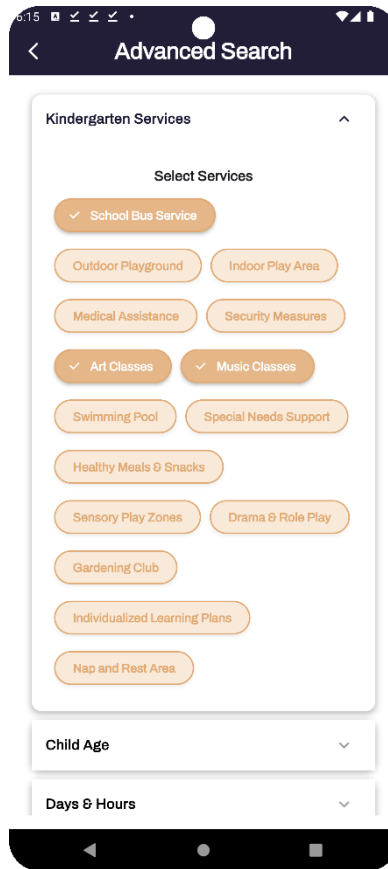 6:15
Advanced Search
Kindergarten Services
Select Services
School Bus Service
Outdoor Playground Indoor Play Area
Medical Assistance Security Measures
Art Classes Music Classes
Swimming Pool Special Needs Support
Healthy Meals & Snacks
Sensory Play Zones Drama & Role Play
Gardening Club
Individualized Learning Plans
Nap and Rest Area
Child Age
Days & Hours